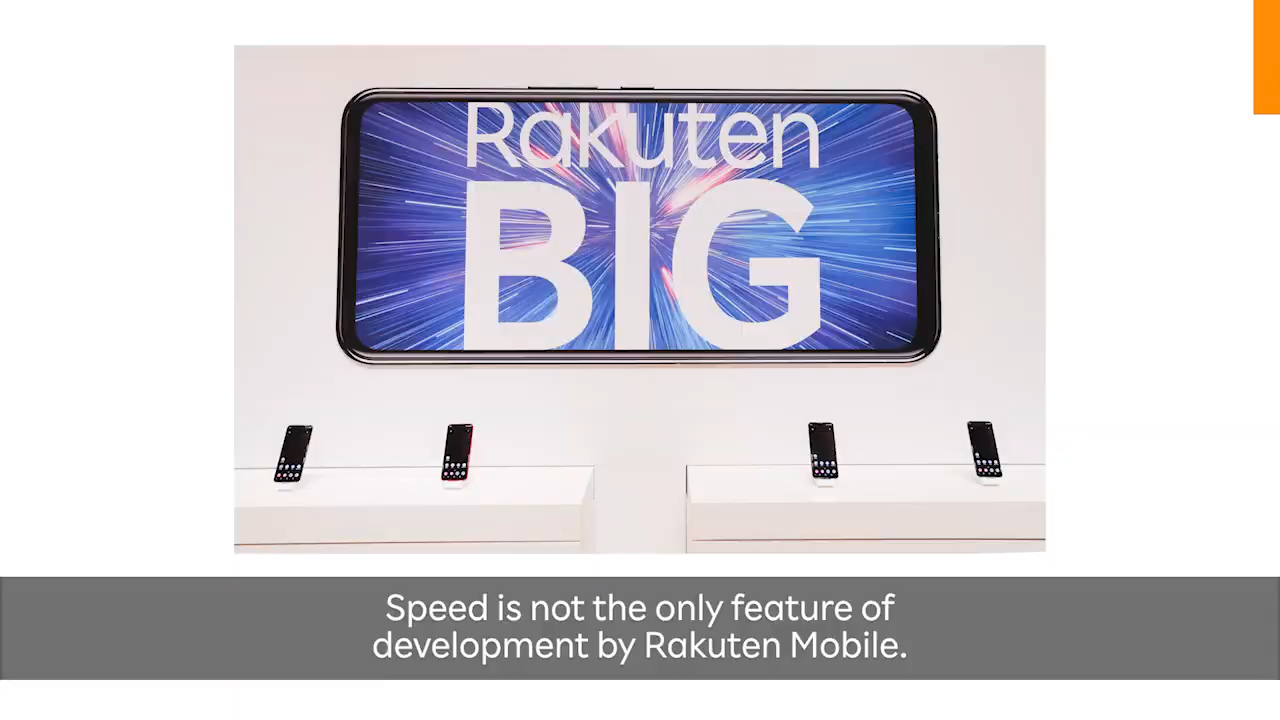 Rakuten
BIG
Speed is not the only feature of
development by Rakuten Mobile.